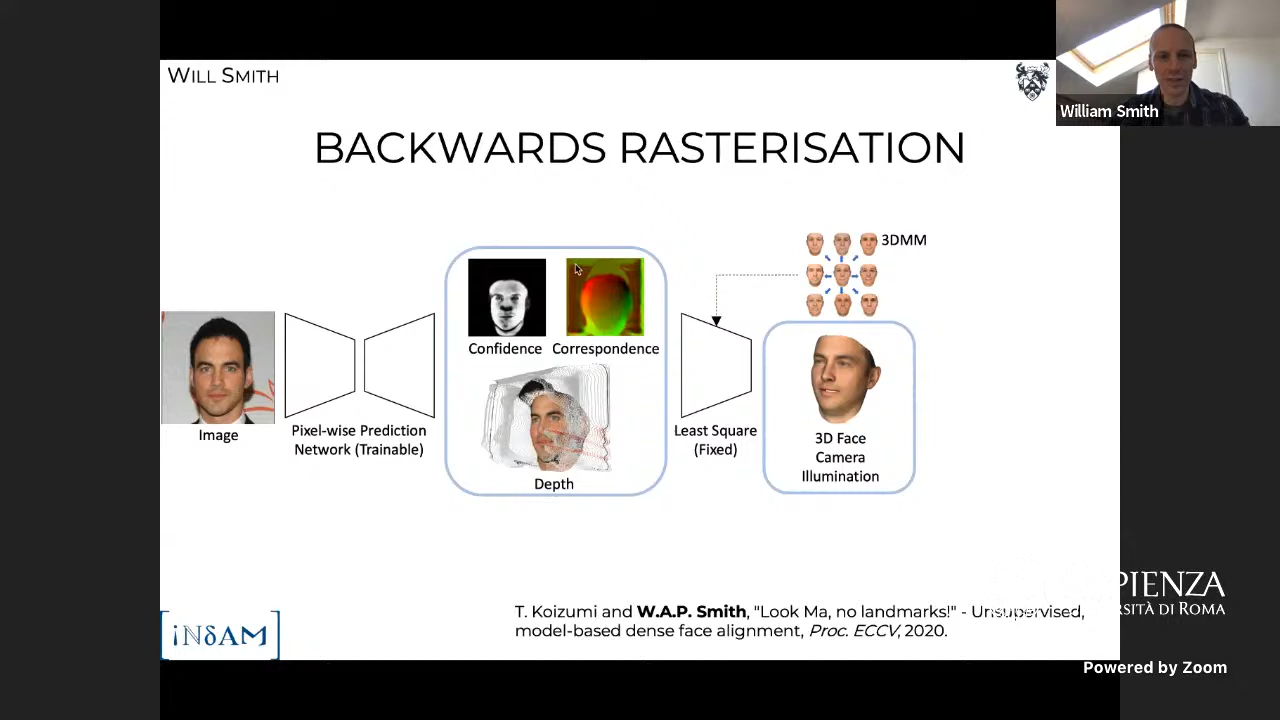 WILL SMITH
William Smith
BACKWARDS RASTERISATION
3DMM
Confidence
Correspondence
Image
Pixel-wise Prediction
Network (Trainable)
Depth
Least Square
(Fixed)
3D Face
Camera
Illumination
T. Koizumi and W.A.P. Smith, "Look Ma, no landmarks!" - Unsupervised,
model-based dense face alignment, Proc. ECCV, 2020.
iNδAM
PIENZA
RSITÀ DI ROMA
Powered by Zoom